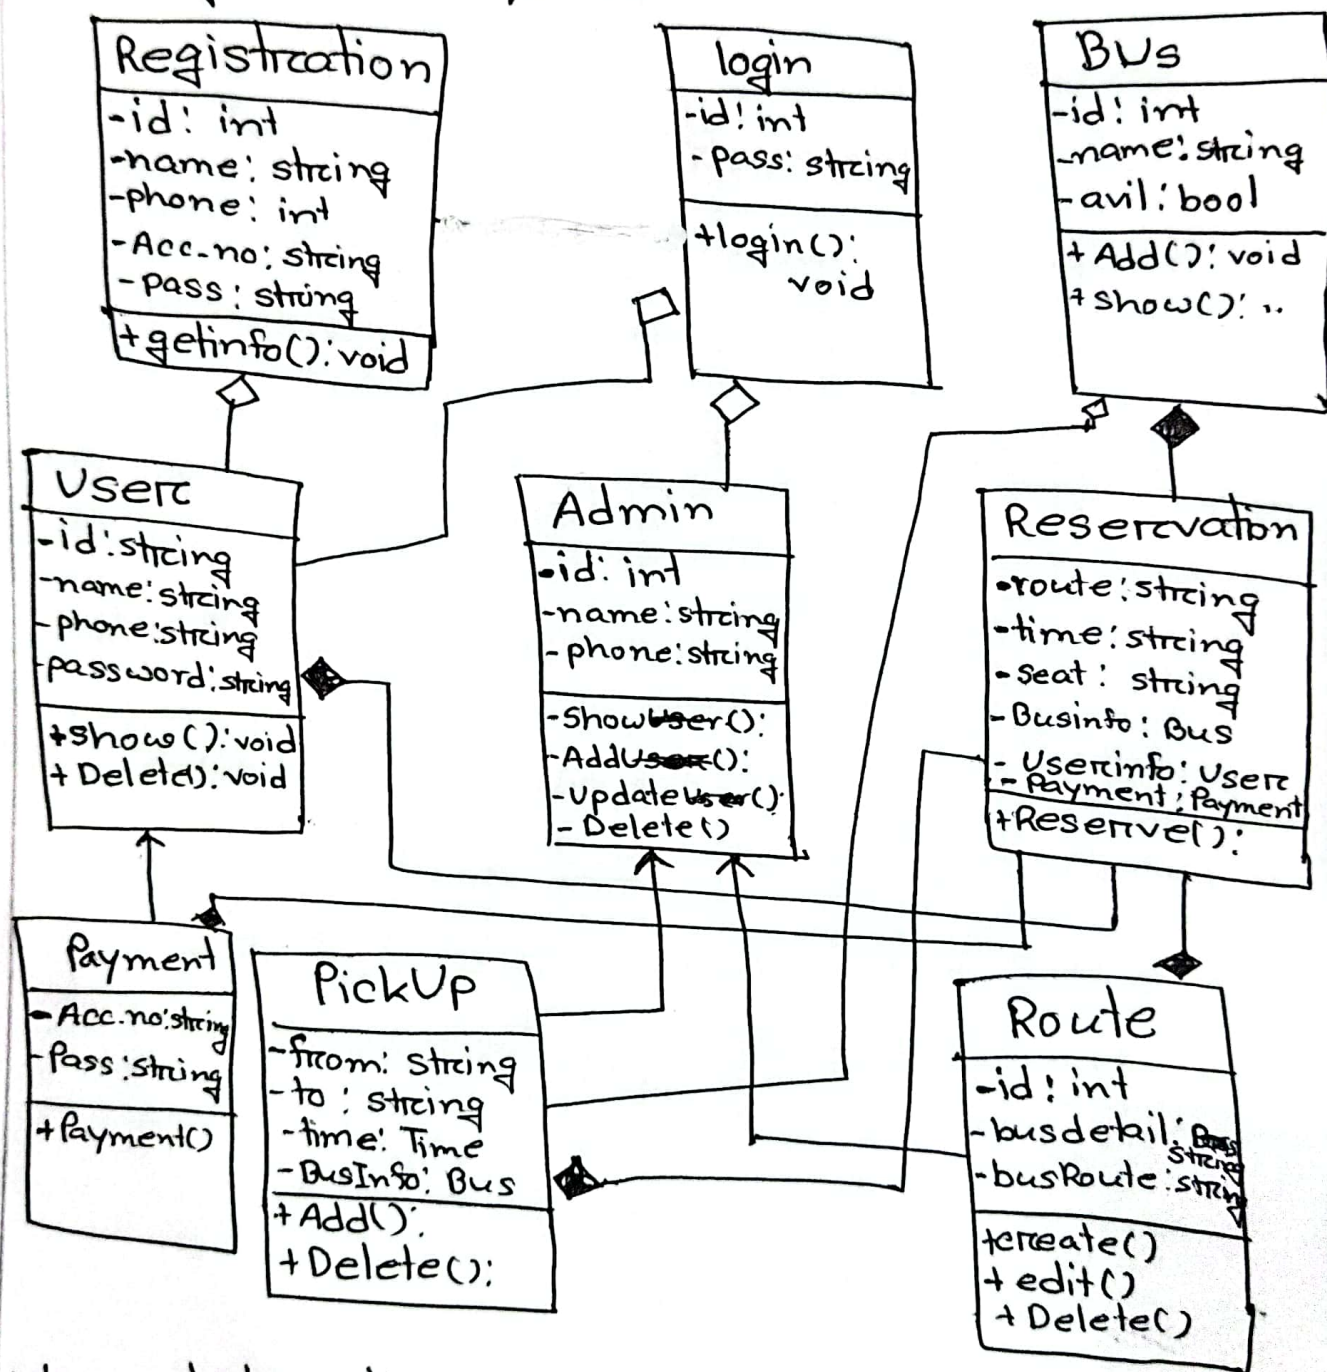 Registration
-id: int
-name: string
-phone: int
-Acc-no: string
-pass: string
+getinfo(): void
login
-id: int
-pass: string
+login():
void
Bus
-id: int
-name: string
-avil: bool
+Add(): void
+show(): ..
User
-id: string
-name: string
-phone: string
-password: string
+show(): void
+Delete(): void
Admin
-id: int
-name: string
-phone: string
-ShowUser():
-AddUser():
-UpdateUser():
-Delete()
Reservation
-route: string
-time: string
-seat: string
-Businfo: Bus
-Userinfo: User
-Payment: Payment
+Reserve():
Payment
-Acc.no: string
-Pass: string
+Payment()
PickUp
-from: string
-to: string
-time: Time
-BusInfo: Bus
+Add():
+Delete():
Route
-id: int
-busdetail:
string
-busRoute: string
+create()
+edit()
+Delete()